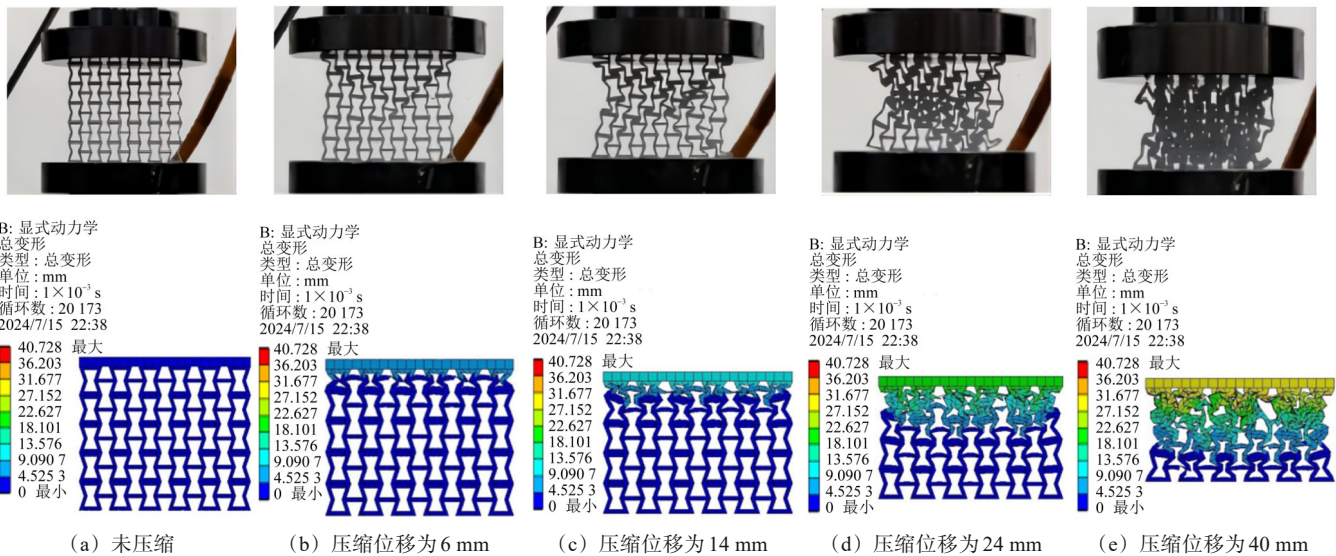 B: 显式动力学
总变形
类型 : 总变形
单位 : mm
时间 : 1×10⁻³ s
循环数 : 20 173
2024/7/15 22:38
40.728 最大
36.203
31.677
27.152
22.627
18.101
13.576
9.090 7
4.525 3
0 最小
(a) 未压缩
B: 显式动力学
总变形
类型 : 总变形
单位 : mm
时间 : 1×10⁻³ s
循环数 : 20 173
2024/7/15 22:38
40.728 最大
36.203
31.677
27.152
22.627
18.101
13.576
9.090 7
4.525 3
0 最小
(b) 压缩位移为 6 mm
B: 显式动力学
总变形
类型 : 总变形
单位 : mm
时间 : 1×10⁻³ s
循环数 : 20 173
2024/7/15 22:38
40.728 最大
36.203
31.677
27.152
22.627
18.101
13.576
9.090 7
4.525 3
0 最小
(c) 压缩位移为 14 mm
B: 显式动力学
总变形
类型 : 总变形
单位 : mm
时间 : 1×10⁻³ s
循环数 : 20 173
2024/7/15 22:38
40.728 最大
36.203
31.677
27.152
22.627
18.101
13.576
9.090 7
4.525 3
0 最小
(d) 压缩位移为 24 mm
B: 显式动力学
总变形
类型 : 总变形
单位 : mm
时间 : 1×10⁻³ s
循环数 : 20 173
2024/7/15 22:38
40.728 最大
36.203
31.677
27.152
22.627
18.101
13.576
9.090 7
4.525 3
0 最小
(e) 压缩位移为 40 mm